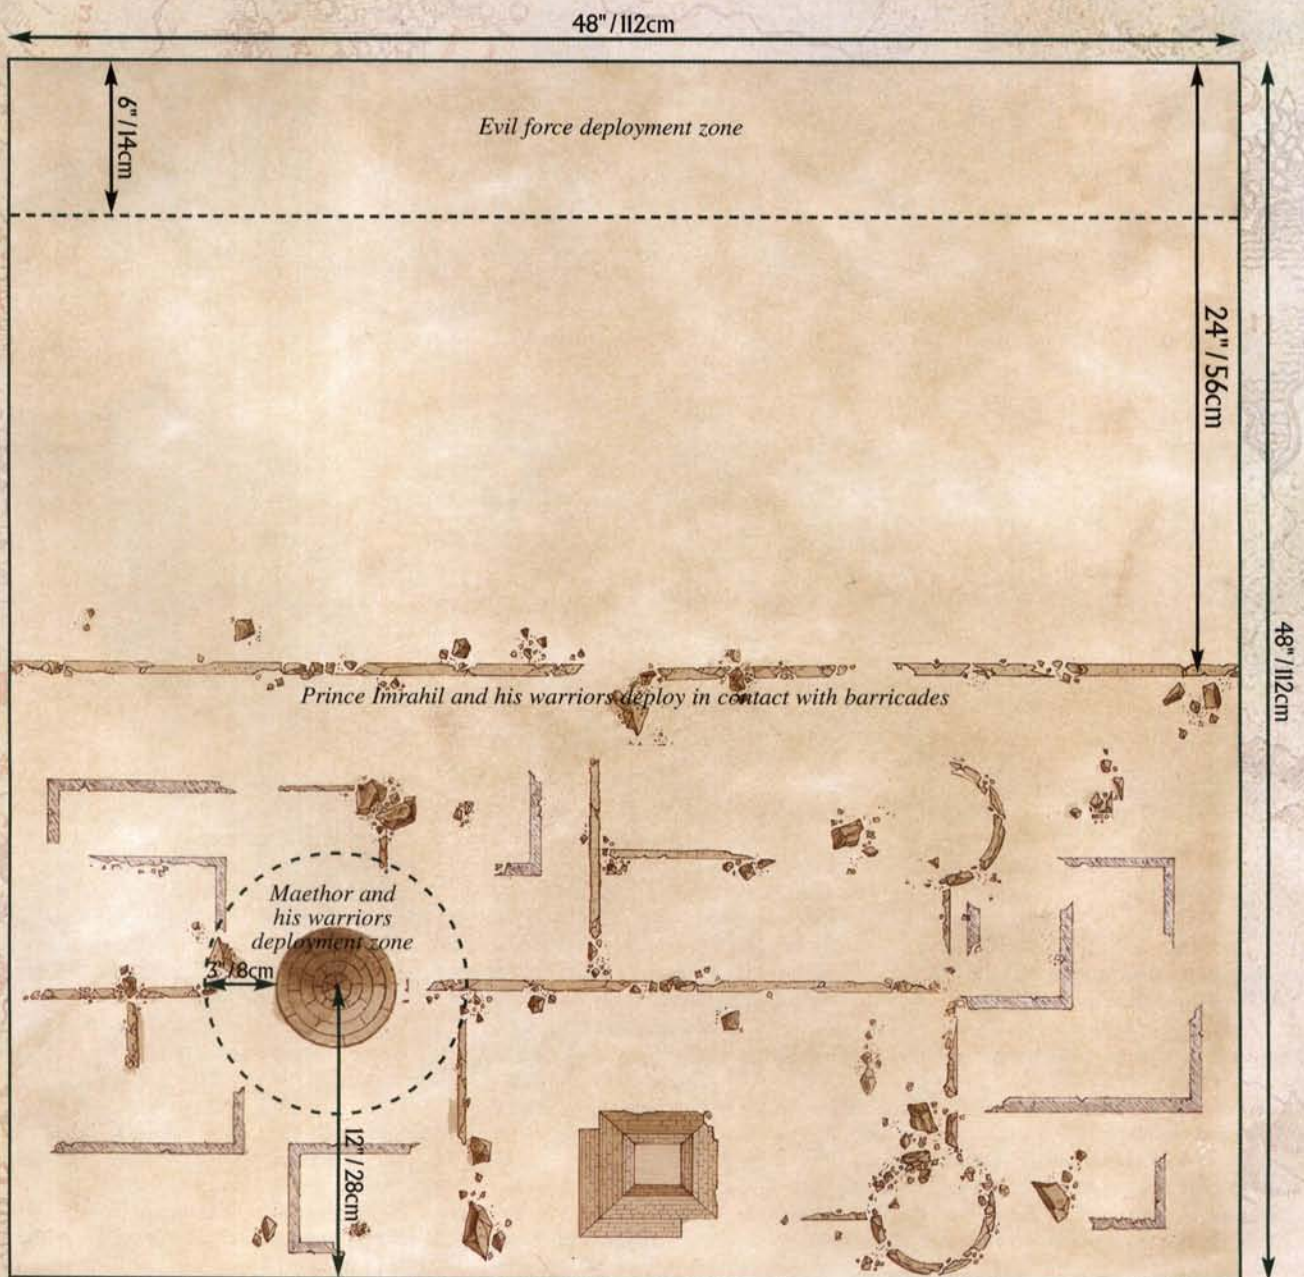 48"/112cm
6"/14cm
Evil force deployment zone
24"/56cm
48"/112cm
Prince Imrahil and his warriors deploy in contact with barricades
Maethor and
his warriors
deployment zone
3"/8cm
12"/28cm